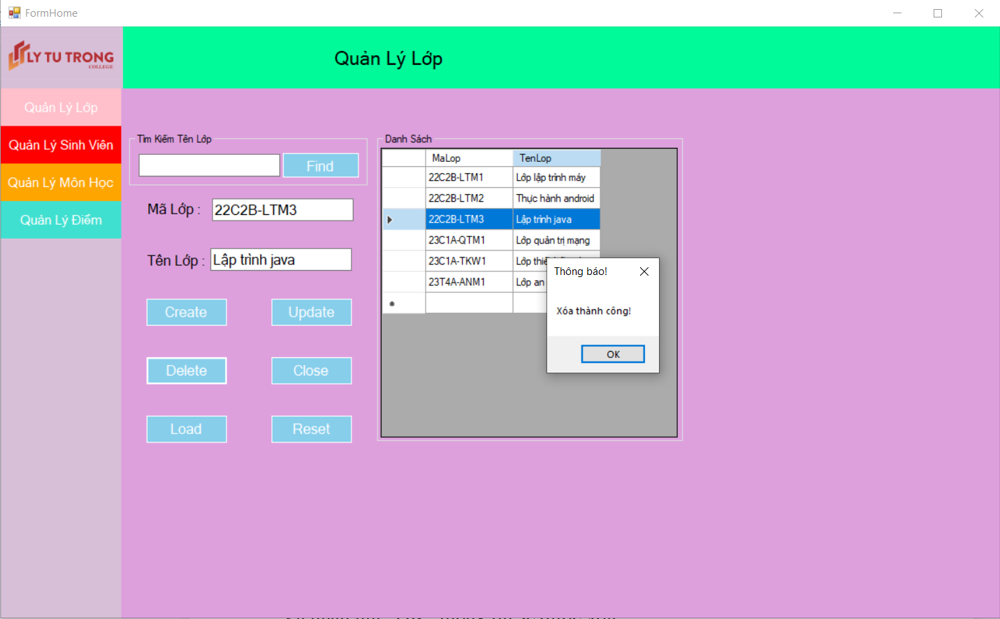 FormHome
LY TU TRONG
COLLEGE
Quản Lý Lớp
Quản Lý Lớp
Quản Lý Sinh Viên
Quản Lý Môn Học
Quản Lý Điểm
Tìm Kiếm Tên Lớp
Find
Mã Lớp : 22C2B-LTM3
Tên Lớp : Lập trình java
Create Update
Delete Close
Load Reset
Danh Sách
MaLop TenLop
22C2B-LTM1 Lớp lập trình máy
22C2B-LTM2 Thực hành android
22C2B-LTM3 Lập trình java
23C1A-QTM1 Lớp quản trị mạng
23C1A-TKW1 Lớp
23T4A-ANM1 Lớp an
Thông báo!
Xóa thành công!
OK